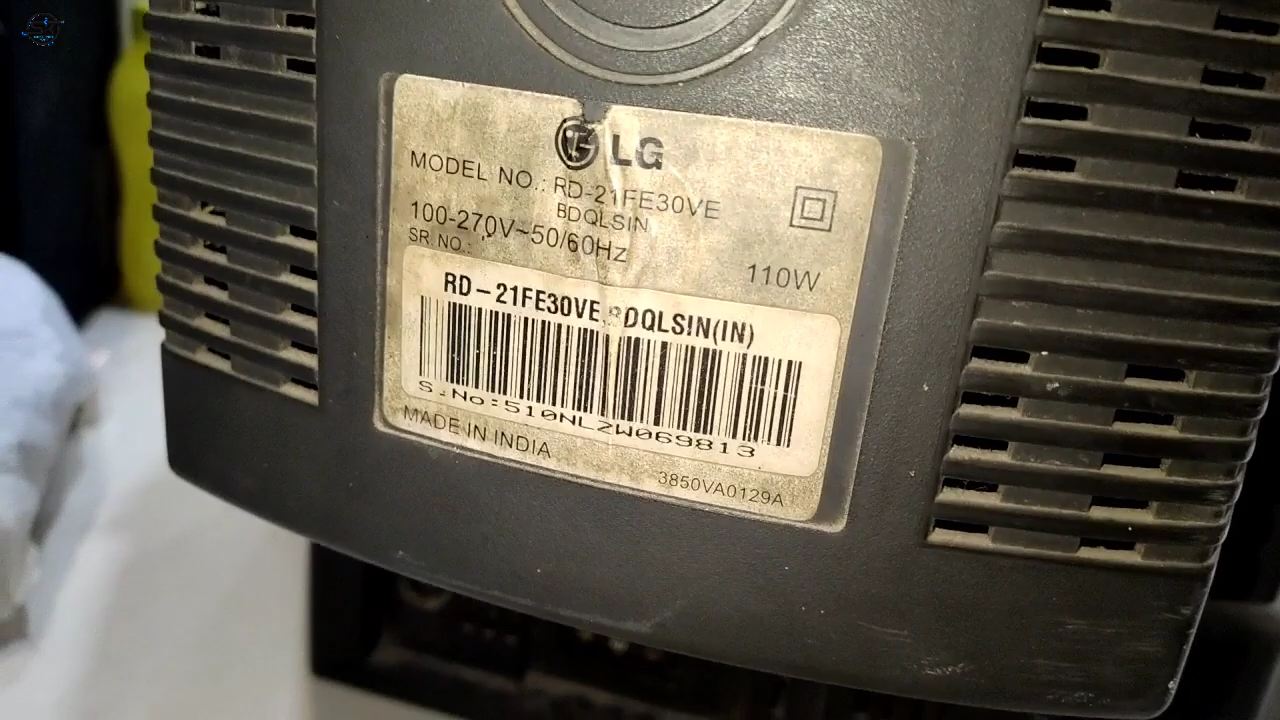 LG
MODEL NO.: RD-21FE30VE
BDQLSIN
100-270V~50/60Hz
SR. NO.:
110W
RD-21FE30VE.BDQLSIN(IN)
S.No:510NLZW069813
MADE IN INDIA
3850VA0129A